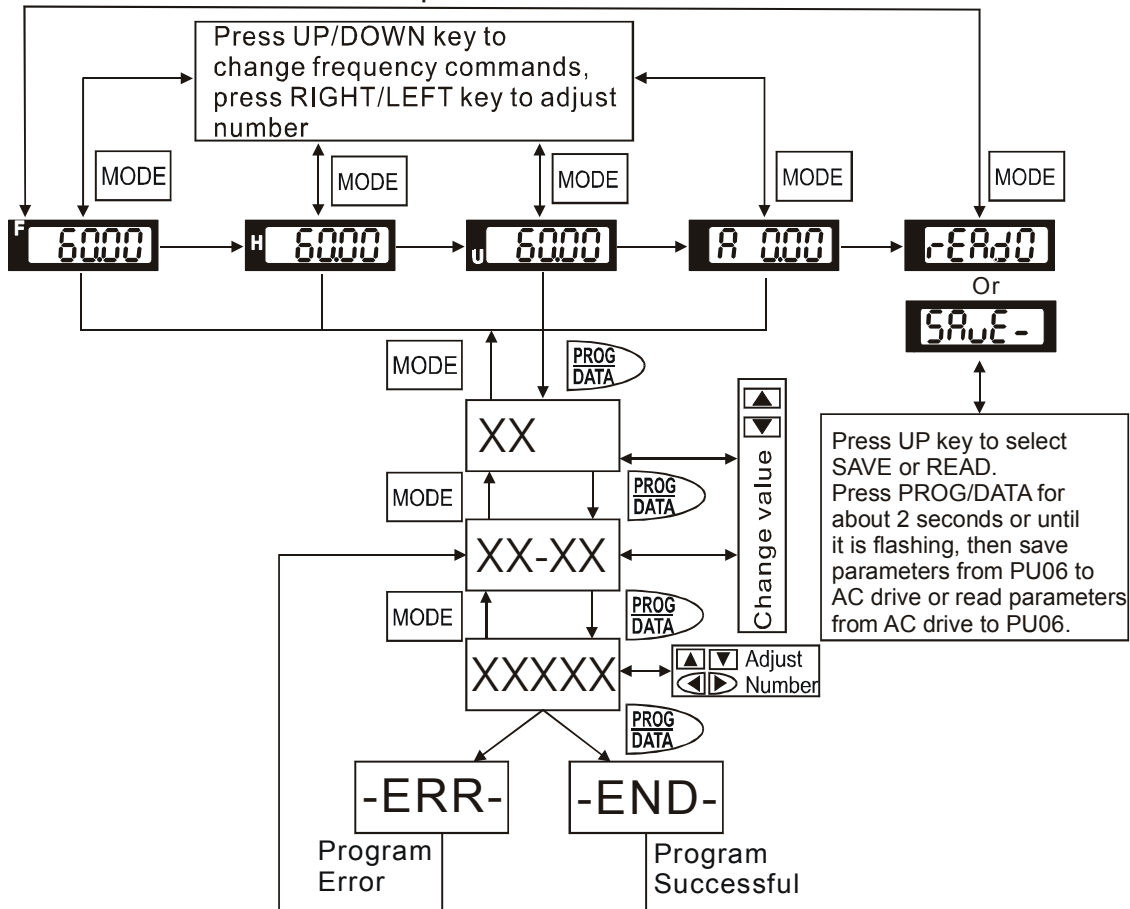 Press UP/DOWN key to
change frequency commands,
press RIGHT/LEFT key to adjust
number
MODE
MODE
MODE
MODE
MODE
F 60.00
H 60.00
U 60.00
A 0.00
rEAd0
Or
SAvE-
MODE
PROG
DATA
XX
MODE
PROG
DATA
XX-XX
MODE
PROG
DATA
XXXXX
Change value
Adjust
Number
PROG
DATA
Press UP key to select
SAVE or READ.
Press PROG/DATA for
about 2 seconds or until
it is flashing, then save
parameters from PU06 to
AC drive or read parameters
from AC drive to PU06.
-ERR-
-END-
Program
Error
Program
Successful